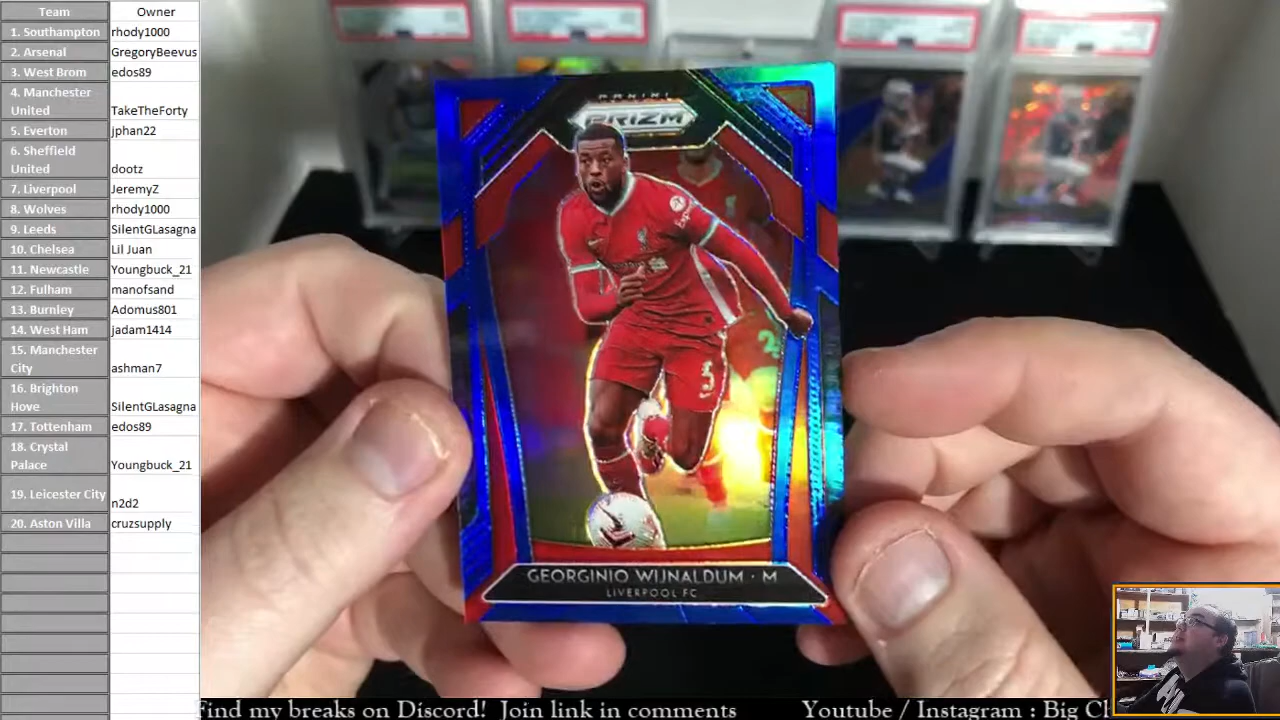 Team Owner
1. Southampton rhody1000
2. Arsenal GregoryBeevus
3. West Brom edos89
4. Manchester
United TakeTheForty
5. Everton jphan22
6. Sheffield
United dootz
7. Liverpool JeremyZ
8. Wolves rhody1000
9. Leeds SilentGLasagna
10. Chelsea Lil Juan
11. Newcastle Youngbuck_21
12. Fulham manofsand
13. Burnley Adomus801
14. West Ham jadam1414
15. Manchester
City ashman7
16. Brighton
Hove SilentGLasagna
17. Tottenham edos89
18. Crystal
Palace Youngbuck_21
19. Leicester City n2d2
20. Aston Villa cruzsupply
PANINI
PRIZM
5
GEORGINIO WIJNALDUM · M
LIVERPOOL FC
Find my breaks on Discord! Join link in comments Youtube / Instagram : Big